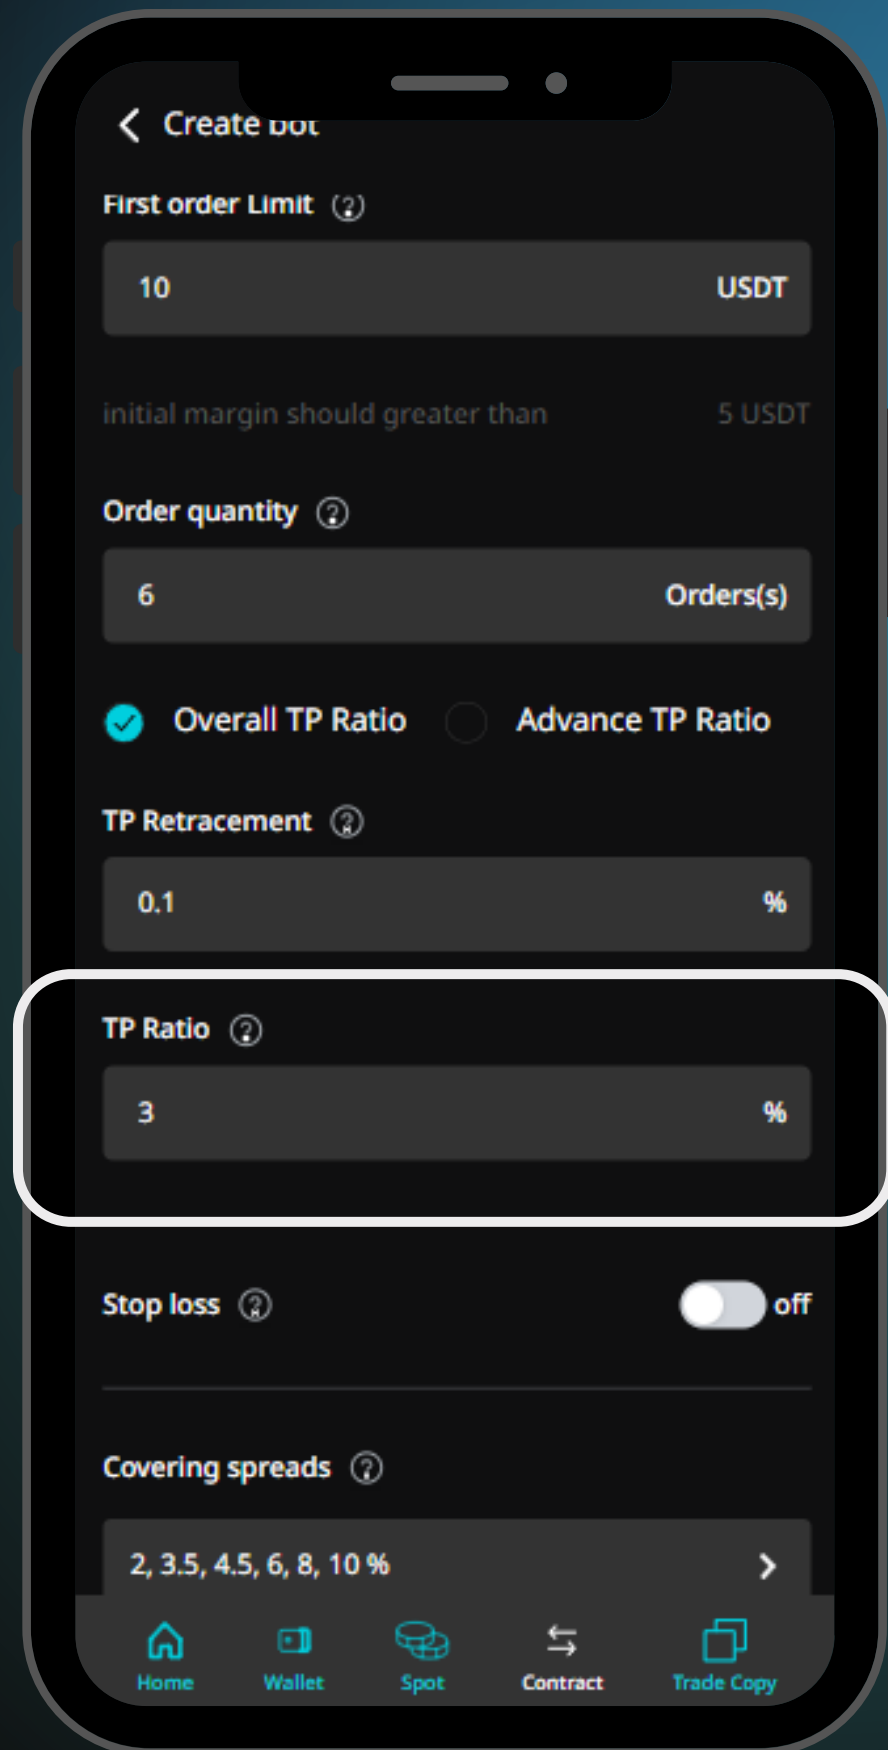 Create bot
First order Limit
10 USDT
initial margin should greater than 5 USDT
Order quantity
6 Orders(s)
Overall TP Ratio Advance TP Ratio
TP Retracement
0.1 %
TP Ratio
3 %
Stop loss off
Covering spreads
2, 3.5, 4.5, 6, 8, 10 %
Home Wallet Spot Contract Trade Copy